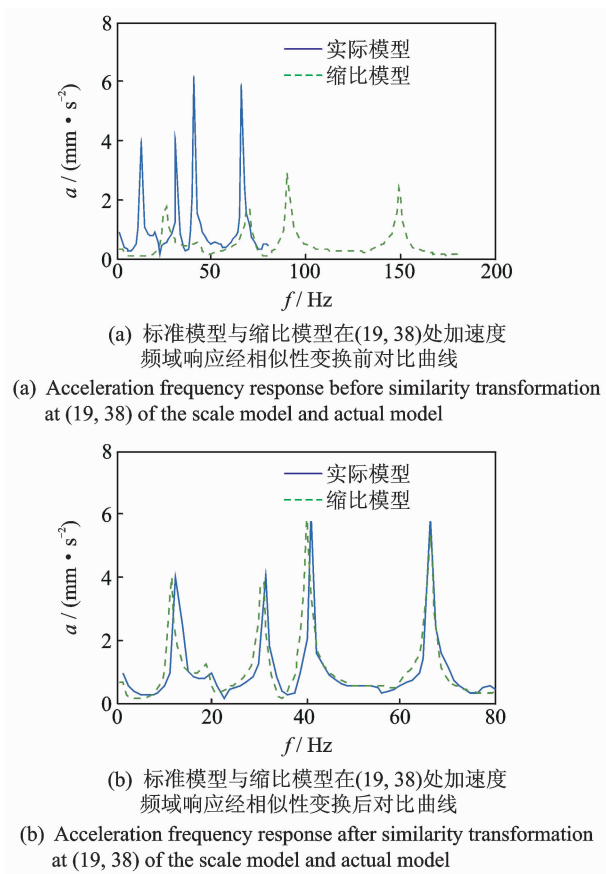 8
6
4
2
0
a / (mm • s⁻²)
实际模型
缩比模型
0 50 100 150 200
f / Hz
(a) 标准模型与缩比模型在(19, 38)处加速度
频域响应经相似性变换前对比曲线
(a) Acceleration frequency response before similarity transformation
at (19, 38) of the scale model and actual model
8
6
4
2
0
a / (mm • s⁻²)
实际模型
缩比模型
0 20 40 60 80
f / Hz
(b) 标准模型与缩比模型在(19, 38)处加速度
频域响应经相似性变换后对比曲线
(b) Acceleration frequency response after similarity transformation
at (19, 38) of the scale model and actual model